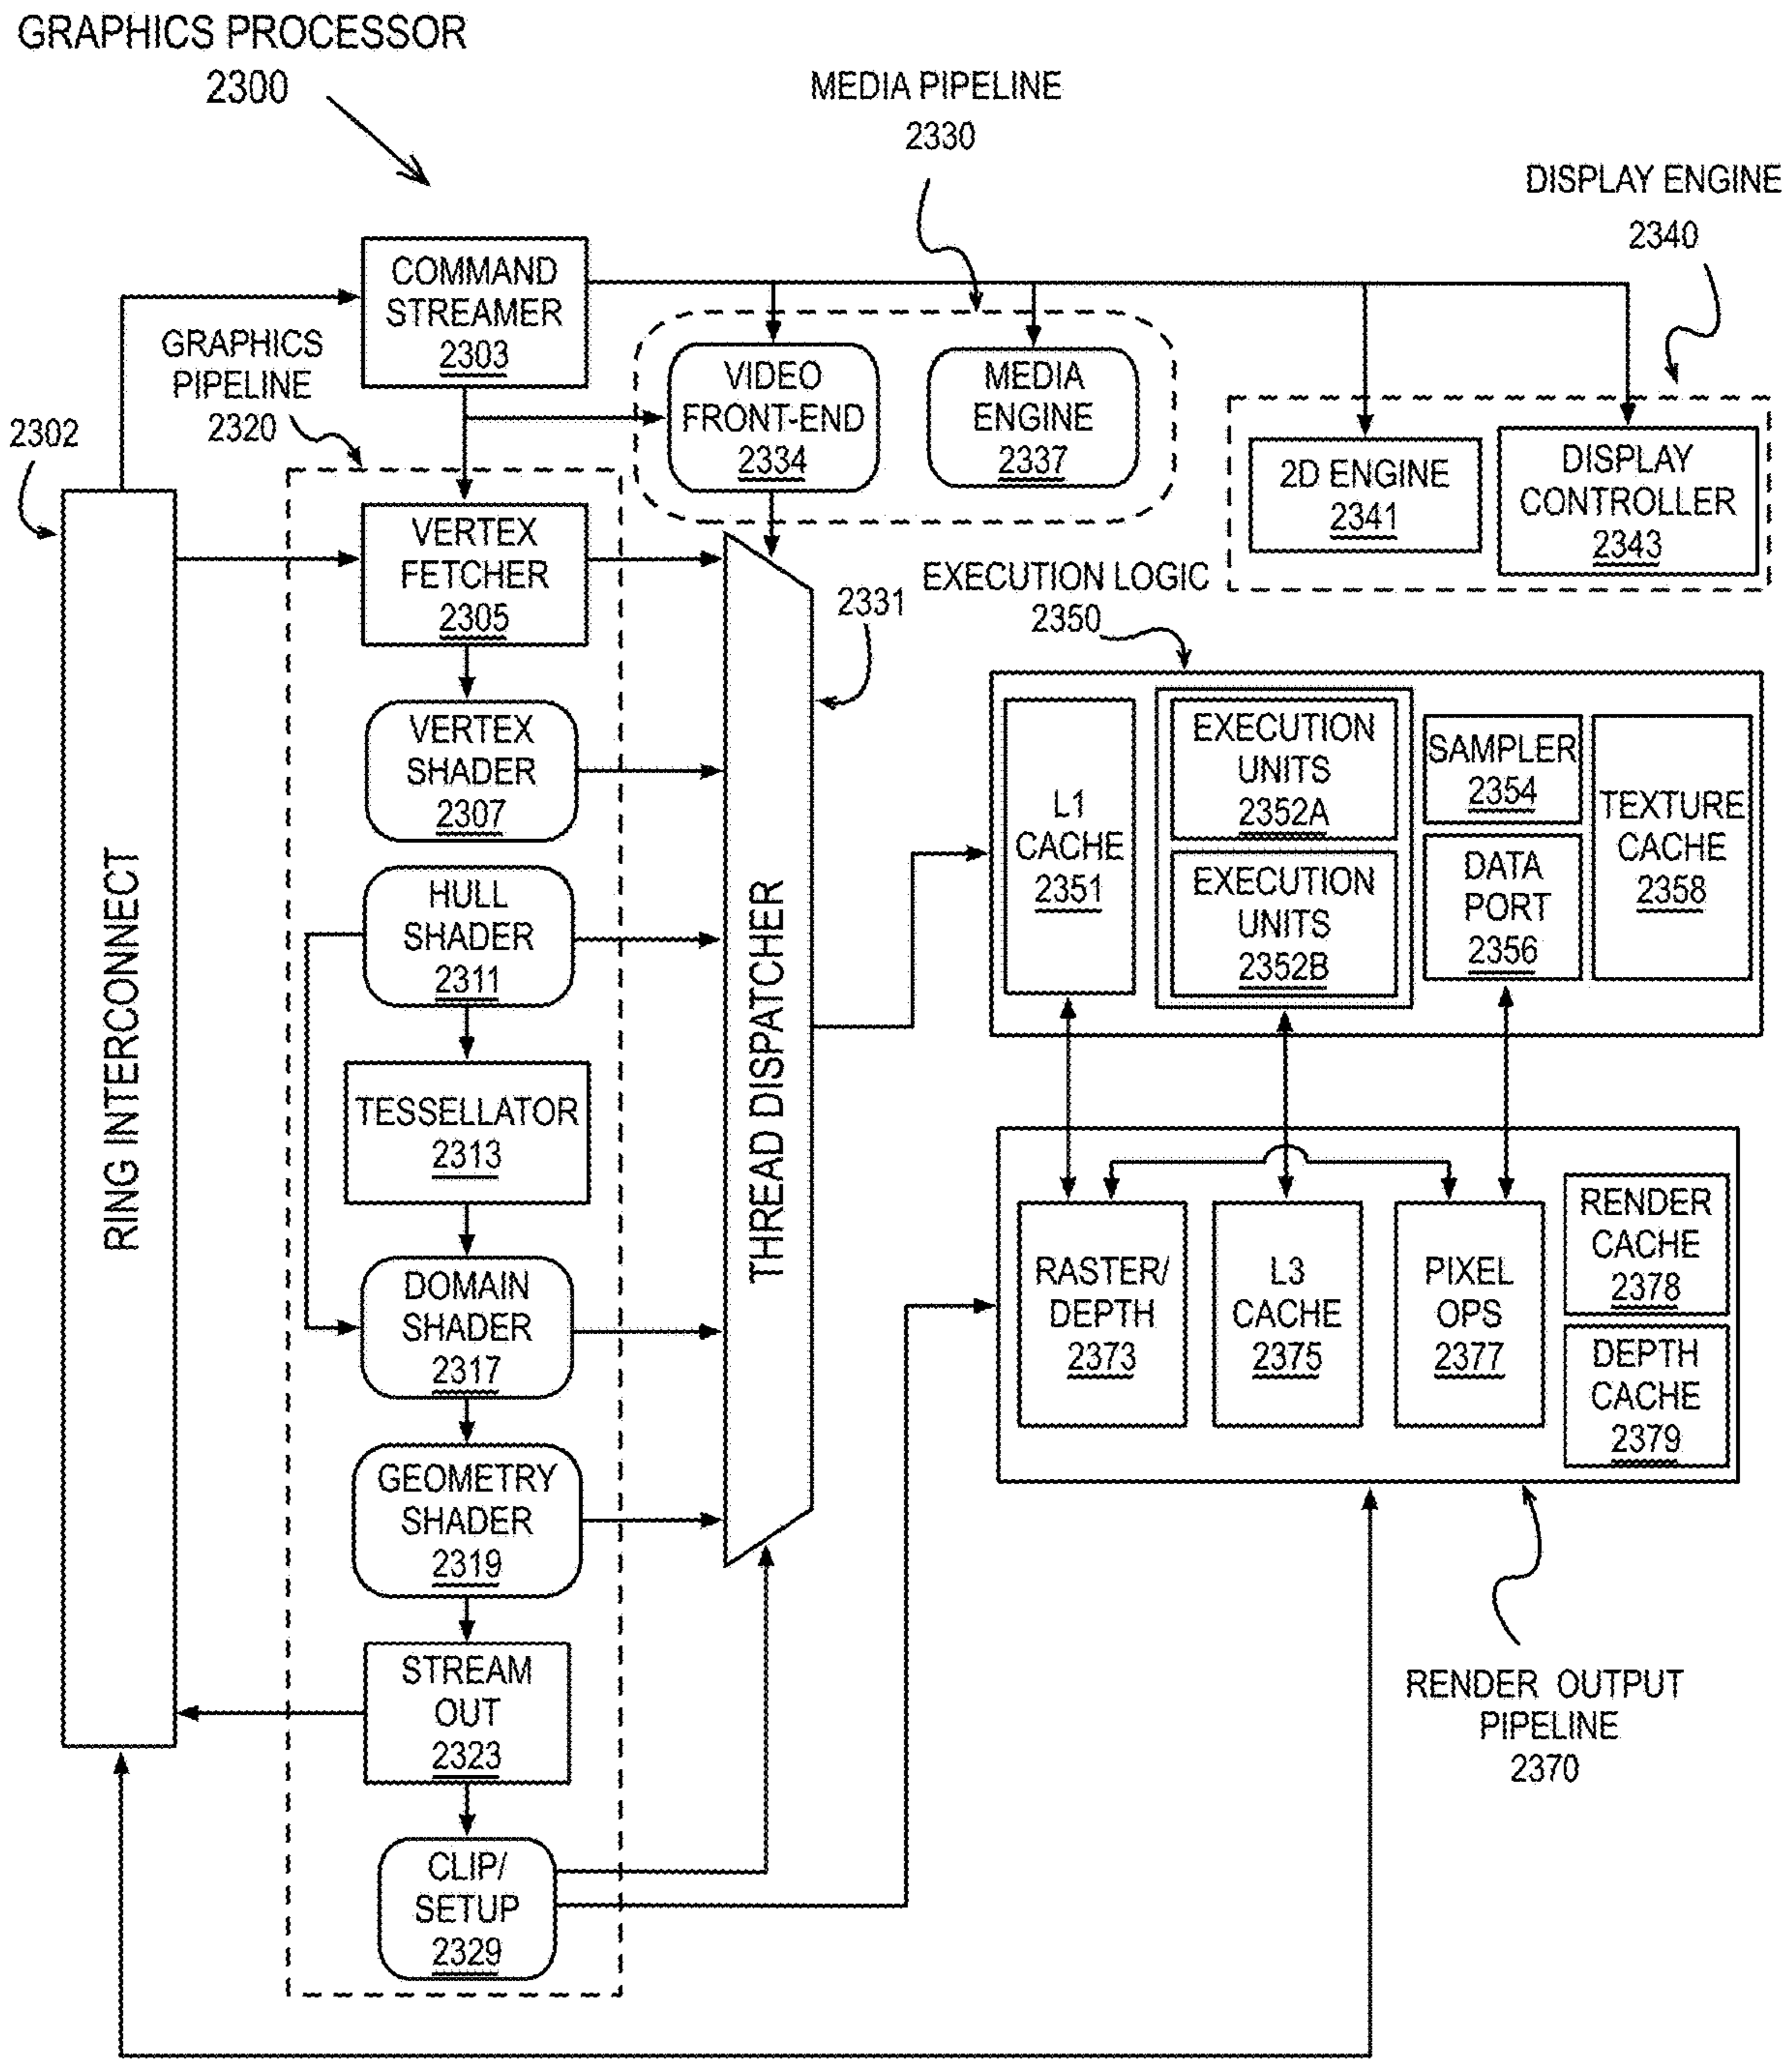 GRAPHICS PROCESSOR
2300
MEDIA PIPELINE
2330
DISPLAY ENGINE
2340
COMMAND
STREAMER
2303
GRAPHICS
PIPELINE
2320
VIDEO
FRONT-END
2334
MEDIA
ENGINE
2337
2D ENGINE
2341
DISPLAY
CONTROLLER
2343
2302
RING INTERCONNECT
VERTEX
FETCHER
2305
VERTEX
SHADER
2307
HULL
SHADER
2311
TESSELLATOR
2313
DOMAIN
SHADER
2317
GEOMETRY
SHADER
2319
STREAM
OUT
2323
CLIP/
SETUP
2329
THREAD DISPATCHER
2331
EXECUTION LOGIC
2350
L1
CACHE
2351
EXECUTION
UNITS
2352A
EXECUTION
UNITS
2352B
SAMPLER
2354
DATA
PORT
2356
TEXTURE
CACHE
2358
RASTER/
DEPTH
2373
L3
CACHE
2375
PIXEL
OPS
2377
RENDER
CACHE
2378
DEPTH
CACHE
2379
RENDER OUTPUT
PIPELINE
2370